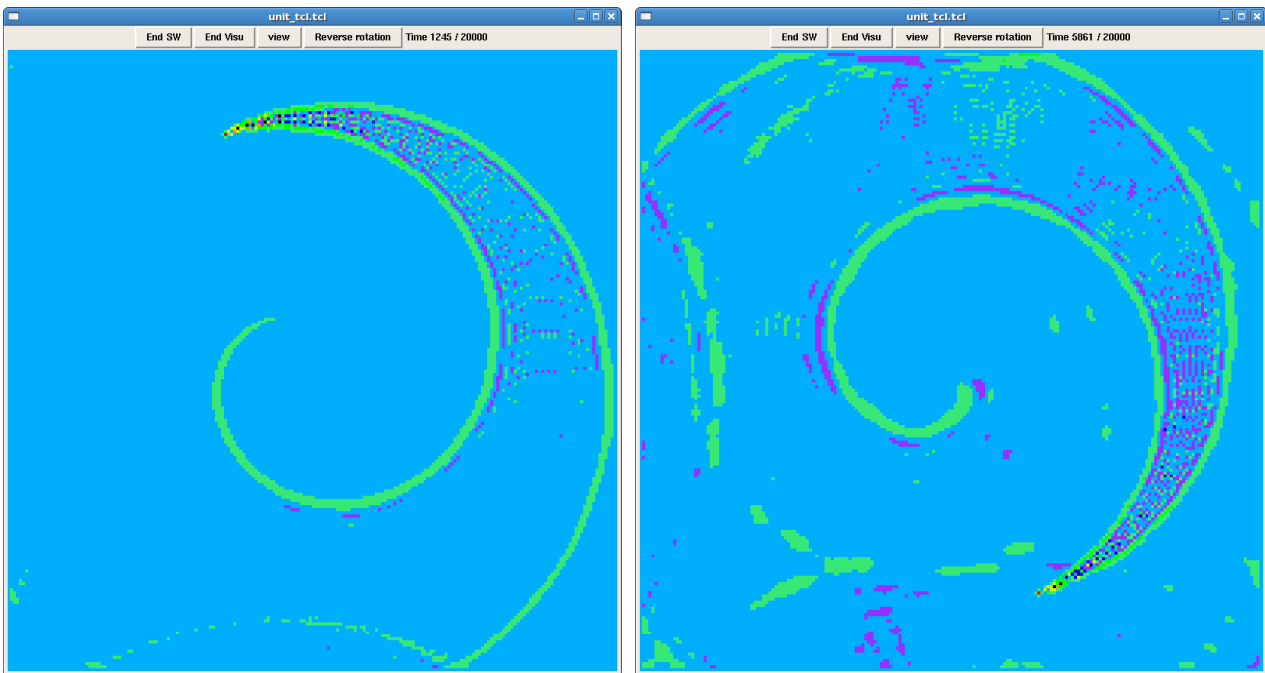 unit_tcl.tcl
End SW End Visu view Reverse rotation Time 1245 / 20000
unit_tcl.tcl
End SW End Visu view Reverse rotation Time 5861 / 20000